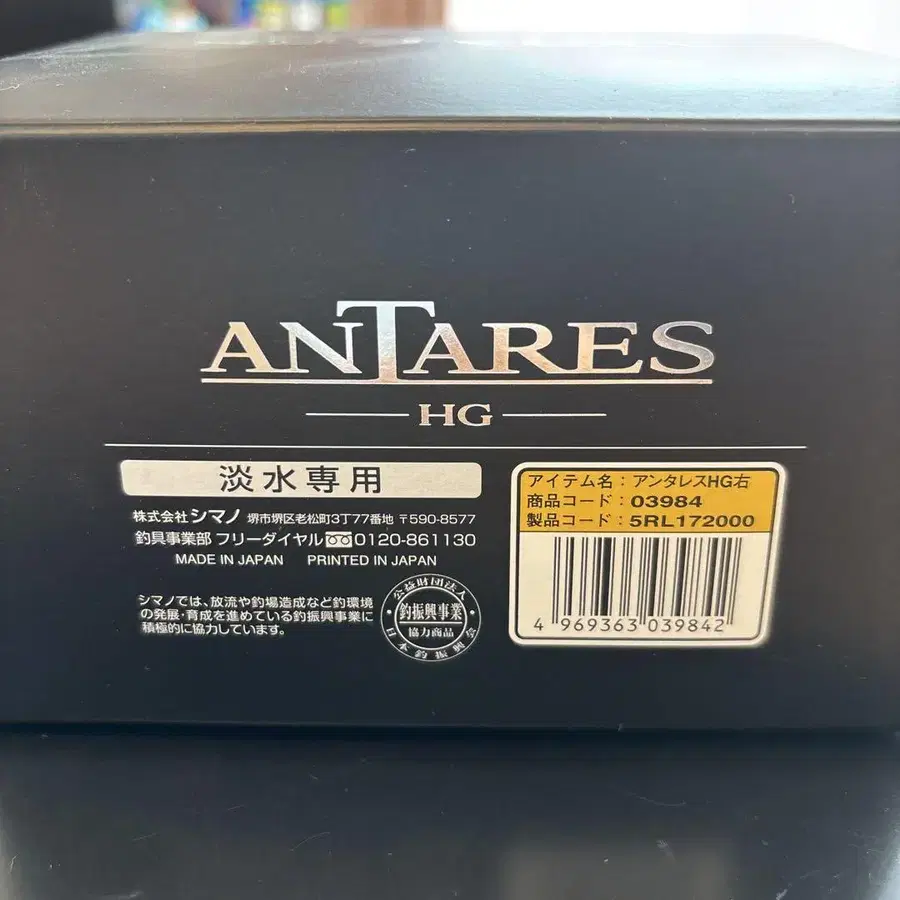 ANTARES
HG
淡水専用
株式会社シマノ 堺市堺区老松町3丁77番地 〒590-8577
釣具事業部 フリーダイヤル 0120-861130
MADE IN JAPAN PRINTED IN JAPAN
シマノでは、放流や釣場造成など釣環境
の発展・育成を進めている釣振興事業に
積極的に協力しています。
公益財団法人
釣振興事業
協力商品
日本釣振興会
アイテム名：アンタレスHG右
商品コード：03984
製品コード：5RL172000
4 969363 039842